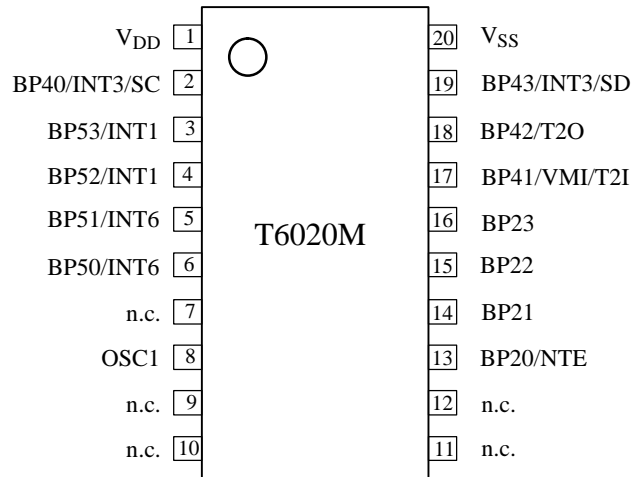 VDD 1 20 VSS
BP40/INT3/SC 2 19 BP43/INT3/SD
BP53/INT1 3 18 BP42/T2O
BP52/INT1 4 17 BP41/VMI/T2I
BP51/INT6 5 16 BP23
T6020M
BP50/INT6 6 15 BP22
n.c. 7 14 BP21
OSC1 8 13 BP20/NTE
n.c. 9 12 n.c.
n.c. 10 11 n.c.